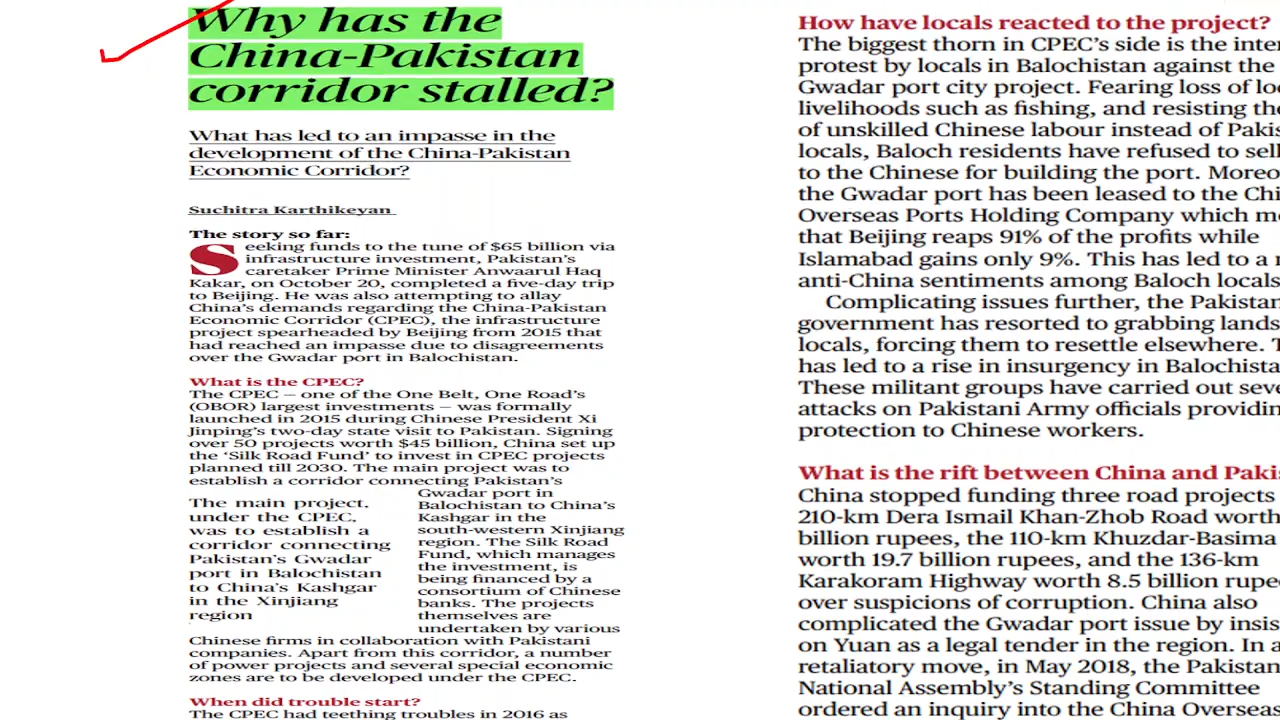 Why has the
China-Pakistan
corridor stalled?
What has led to an impasse in the
development of the China-Pakistan
Economic Corridor?
Suchitra Karthikeyan
The story so far:
Seeking funds to the tune of $65 billion via
infrastructure investment, Pakistan’s
caretaker Prime Minister Anwaarul Haq
Kakar, on October 20, completed a five-day trip
to Beijing. He was also attempting to allay
China’s demands regarding the China-Pakistan
Economic Corridor (CPEC), the infrastructure
project spearheaded by Beijing from 2015 that
had reached an impasse due to disagreements
over the Gwadar port in Balochistan.
What is the CPEC?
The CPEC – one of the One Belt, One Road’s
(OBOR) largest investments – was formally
launched in 2015 during Chinese President Xi
Jinping’s two-day state visit to Pakistan. Signing
over 50 projects worth $45 billion, China set up
the ‘Silk Road Fund’ to invest in CPEC projects
planned till 2030. The main project was to
establish a corridor connecting Pakistan’s
Gwadar port in
Balochistan to China’s
Kashgar in the
south-western Xinjiang
region. The Silk Road
Fund, which manages
the investment, is
being financed by a
consortium of Chinese
banks. The projects
themselves are
undertaken by various
Chinese firms in collaboration with Pakistani
companies. Apart from this corridor, a number
of power projects and several special economic
zones are to be developed under the CPEC.
The main project,
under the CPEC,
was to establish a
corridor connecting
Pakistan’s Gwadar
port in Balochistan
to China’s Kashgar
in the Xinjiang
region
When did trouble start?
The CPEC had teething troubles in 2016 as
How have locals reacted to the project?
The biggest thorn in CPEC’s side is the
protest by locals in Balochistan against the
Gwadar port city project. Fearing loss of
livelihoods such as fishing, and resisting
of unskilled Chinese labour instead of
locals, Baloch residents have refused to
to the Chinese for building the port.
the Gwadar port has been leased to the
Overseas Ports Holding Company which
that Beijing reaps 91% of the profits while
Islamabad gains only 9%. This has led to a
anti-China sentiments among Baloch locals
Complicating issues further, the
government has resorted to grabbing lands
locals, forcing them to resettle elsewhere.
has led to a rise in insurgency in
These militant groups have carried out
attacks on Pakistani Army officials
protection to Chinese workers.
What is the rift between China and
China stopped funding three road projects
210-km Dera Ismail Khan-Zhob Road worth
billion rupees, the 110-km Khuzdar-Basima
worth 19.7 billion rupees, and the 136-km
Karakoram Highway worth 8.5 billion
over suspicions of corruption. China also
complicated the Gwadar port issue by
on Yuan as a legal tender in the region. In a
retaliatory move, in May 2018, the
National Assembly’s Standing Committee
ordered an inquiry into the China Overseas